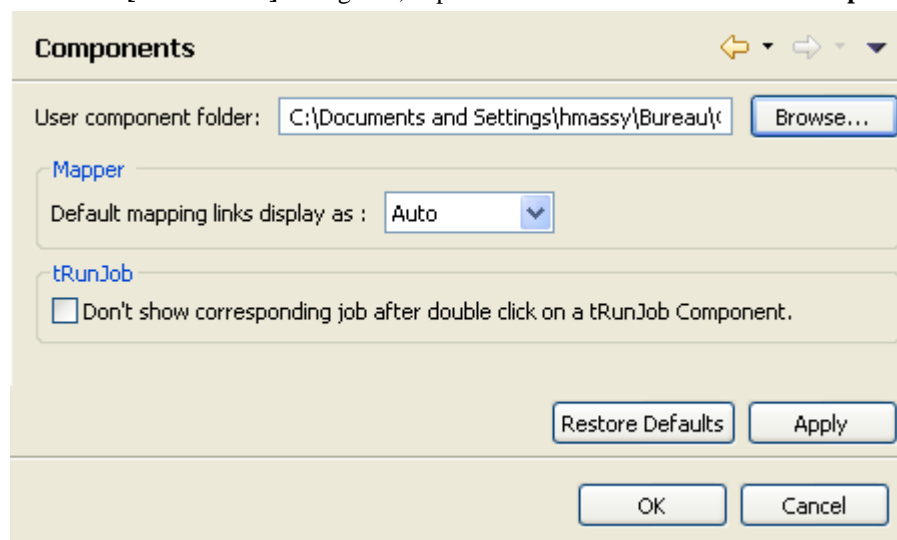 Components
User component folder: C:\Documents and Settings\hmassy\Bureau\ Browse...
Mapper
Default mapping links display as : Auto
tRunJob
Don't show corresponding job after double click on a tRunJob Component.
Restore Defaults Apply
OK Cancel